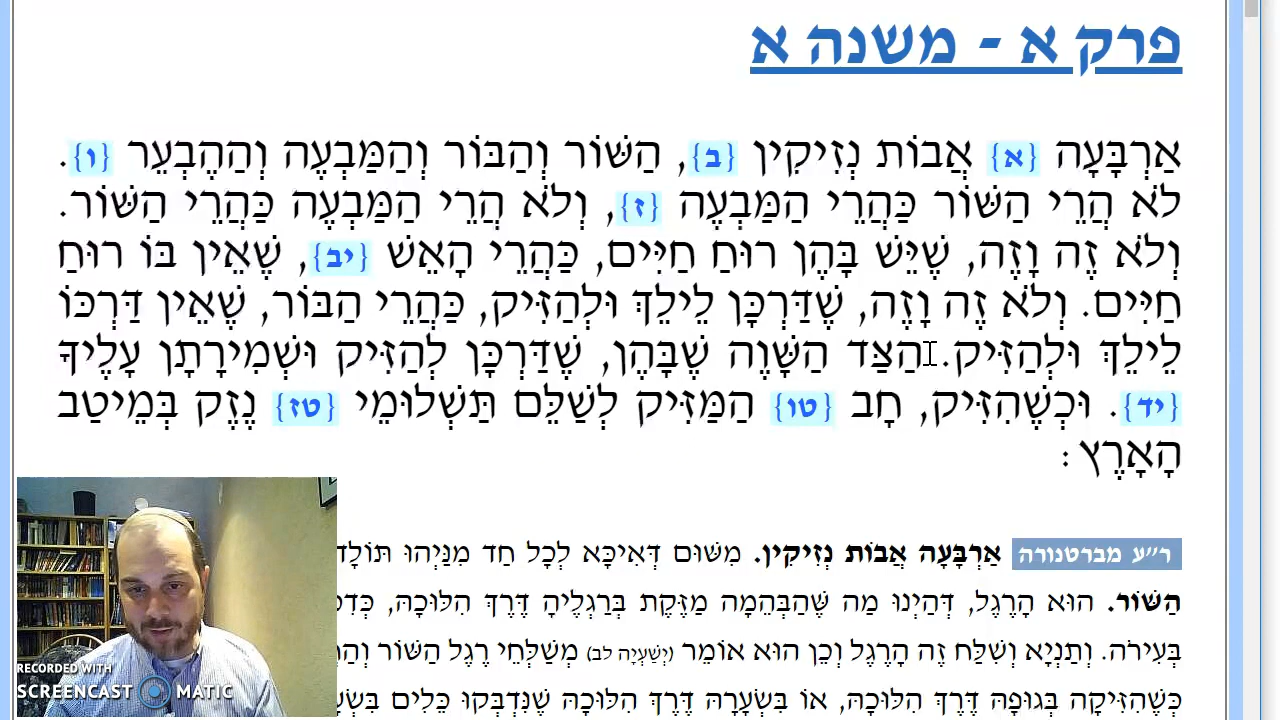 פרק א - משנה א
אַרְבָּעָה {א} אֲבוֹת נְזִיקִין {ב}, הַשּׁוֹר וְהַבּוֹר וְהַמַּבְעֶה וְהַהֶבְעֵר {ו}.
לֹא הֲרֵי הַשּׁוֹר כַּהֲרֵי הַמַּבְעֶה {ז}, וְלֹא הֲרֵי הַמַּבְעֶה כַּהֲרֵי הַשּׁוֹר.
וְלֹא זֶה וָזֶה, שֶׁיֵּשׁ בָּהֶן רוּחַ חַיִּים, כַּהֲרֵי הָאֵשׁ {יב}, שֶׁאֵין בּוֹ רוּחַ
חַיִּים. וְלֹא זֶה וָזֶה, שֶׁדַּרְכָּן לֵילֵךְ וּלְהַזִּיק, כַּהֲרֵי הַבּוֹר, שֶׁאֵין דַּרְכּוֹ
לֵילֵךְ וּלְהַזִּיק. הַצַּד הַשָּׁוֶה שֶׁבָּהֶן, שֶׁדַּרְכָּן לְהַזִּיק וּשְׁמִירָתָן עָלֶיךָ
{יד}. וּכְשֶׁהִזִּיק, חָב {טו} הַמַּזִּיק לְשַׁלֵּם תַּשְׁלוּמֵי {טז} נֶזֶק בְּמֵיטַב
הָאָרֶץ:
ר״ע מברטנורה אַרְבָּעָה אֲבוֹת נְזִיקִין. מִשּׁוּם דְּאִיכָּא לְכָל חַד מִנַּיְהוּ תּוֹלָד
הַשּׁוֹר. הוּא הָרֶגֶל, דְּהַיְנוּ מַה שֶּׁהַבְּהֵמָה מַזֶּקֶת בְּרַגְלֶיהָ דֶּרֶךְ הִלּוּכָהּ, כְּדִכ
בְּעִירֹה. וְתַנְיָא וְשִׁלַּח זֶה הָרֶגֶל וְכֵן הוּא אוֹמֵר (יְשַׁעְיָה לב) מְשַׁלְּחֵי רֶגֶל הַשּׁוֹר וְהַח
כְּשֶׁהִזִּיקָה בְּגוּפָהּ דֶּרֶךְ הִלּוּכָהּ, אוֹ בִּשְׂעָרָהּ דֶּרֶךְ הִלּוּכָהּ שֶׁנִּדְבְּקוּ כֵּלִים בִּשְׂעָ
RECORDED WITH
SCREENCAST MATIC